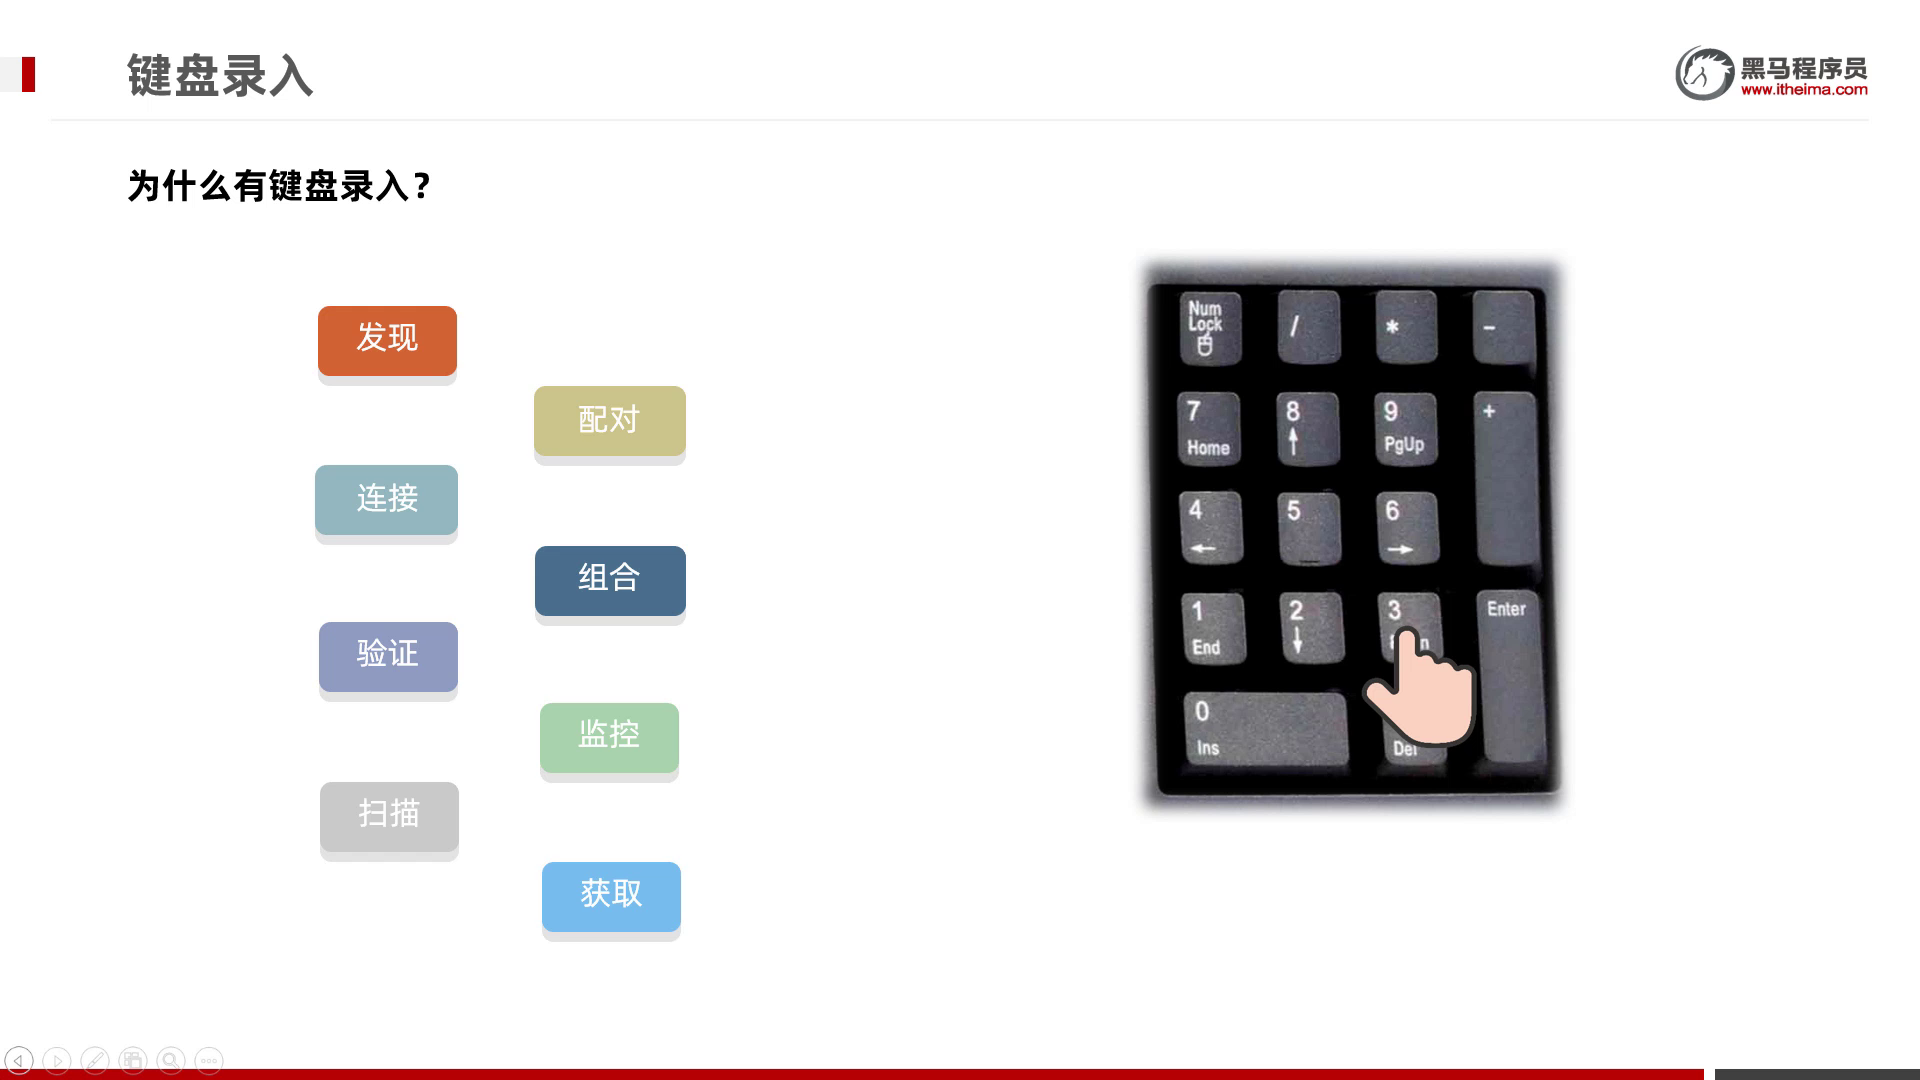 键盘录入
黑马程序员
www.itheima.com
为什么有键盘录入？
发现
配对
连接
组合
验证
监控
扫描
获取
Num
Lock
/
*
-
7
Home
8
9
PgUp
+
4
5
6
1
End
2
3
n
Enter
0
Ins
Del